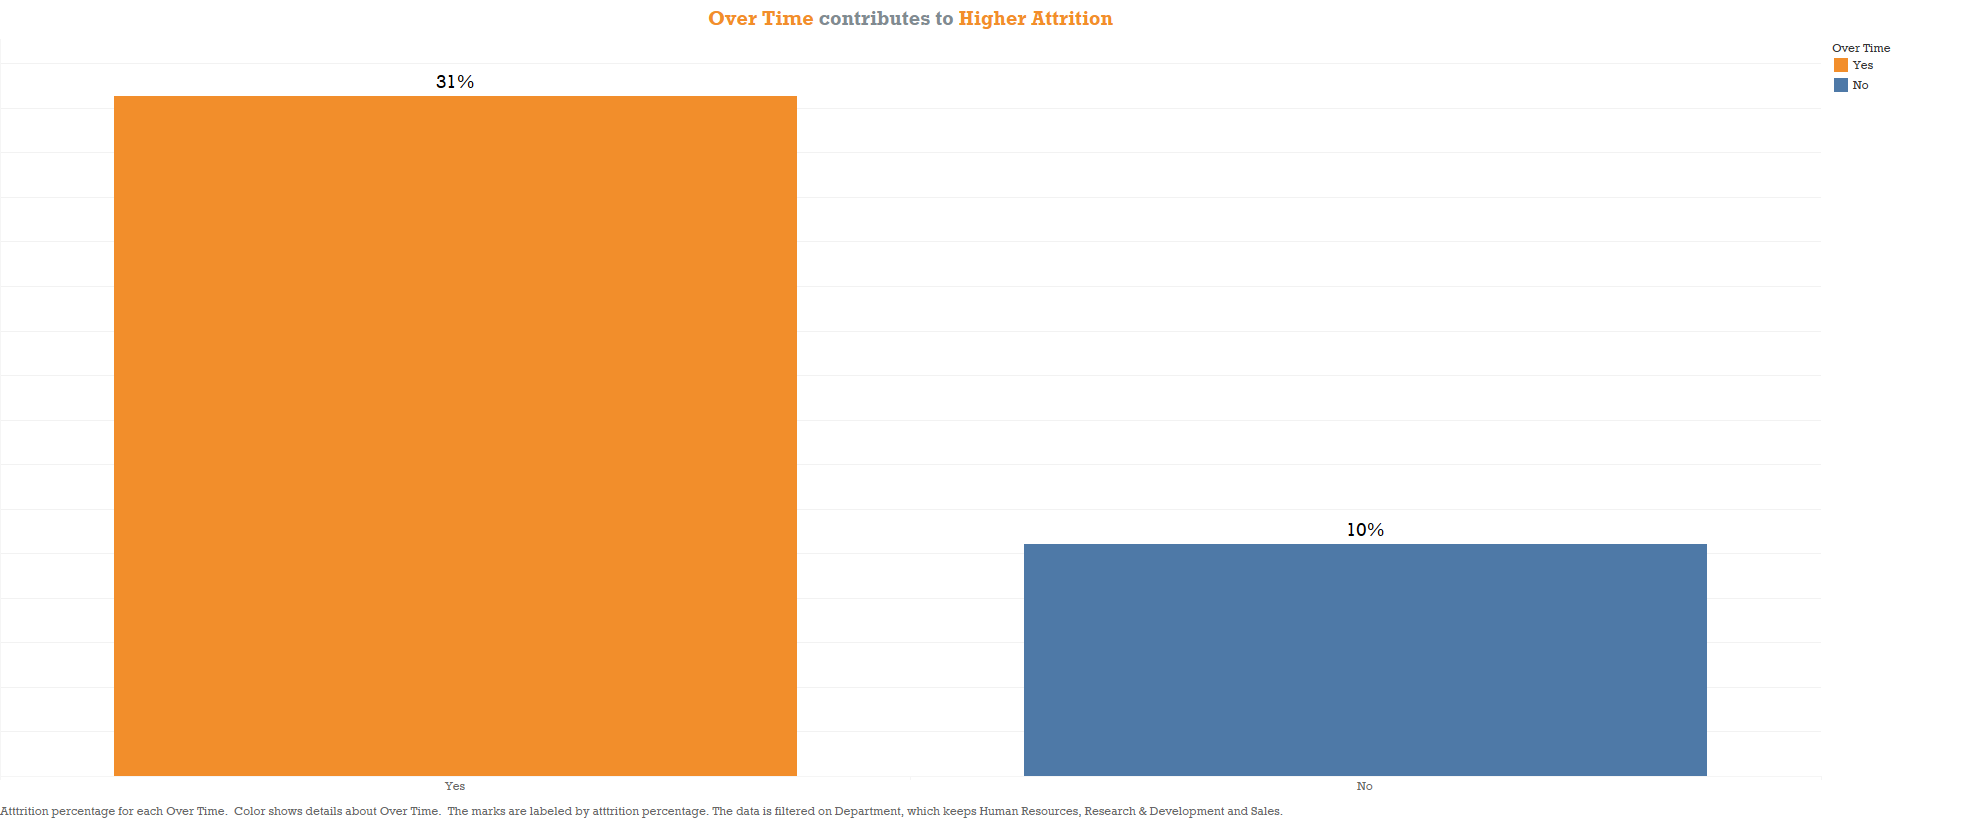 Over Time contributes to Higher Attrition
Over Time
Yes
No
31%
10%
Yes No
Atttrition percentage for each Over Time.  Color shows details about Over Time.  The marks are labeled by atttrition percentage. The data is filtered on Department, which keeps Human Resources, Research & Development and Sales.